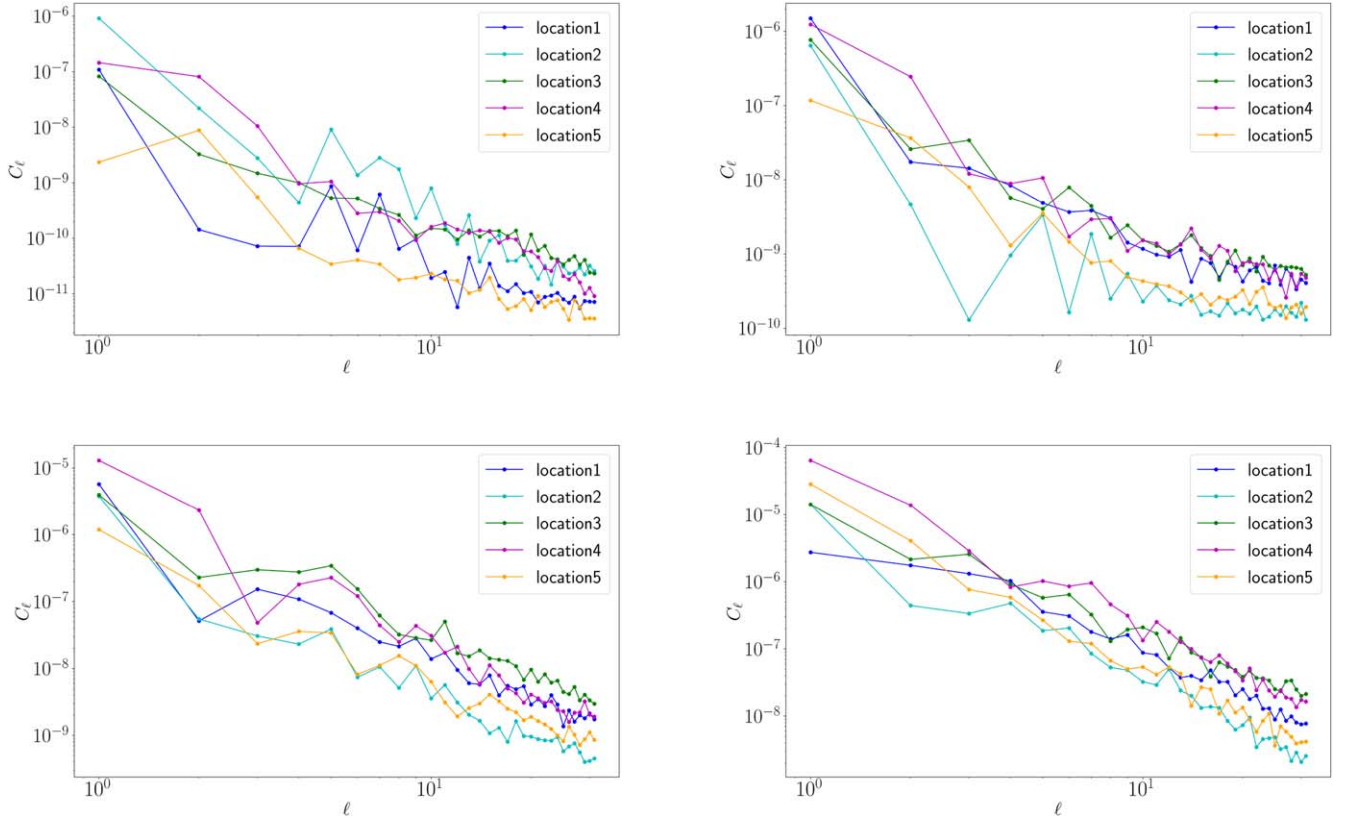 10⁻⁶
10⁻⁷
10⁻⁸
10⁻⁹
10⁻¹⁰
10⁻¹¹
C_ℓ
10⁰
10¹
ℓ
location1
location2
location3
location4
location5
10⁻⁶
10⁻⁷
10⁻⁸
10⁻⁹
10⁻¹⁰
C_ℓ
10⁰
10¹
ℓ
location1
location2
location3
location4
location5
10⁻⁵
10⁻⁶
10⁻⁷
10⁻⁸
10⁻⁹
C_ℓ
10⁰
10¹
ℓ
location1
location2
location3
location4
location5
10⁻⁴
10⁻⁵
10⁻⁶
10⁻⁷
10⁻⁸
C_ℓ
10⁰
10¹
ℓ
location1
location2
location3
location4
location5